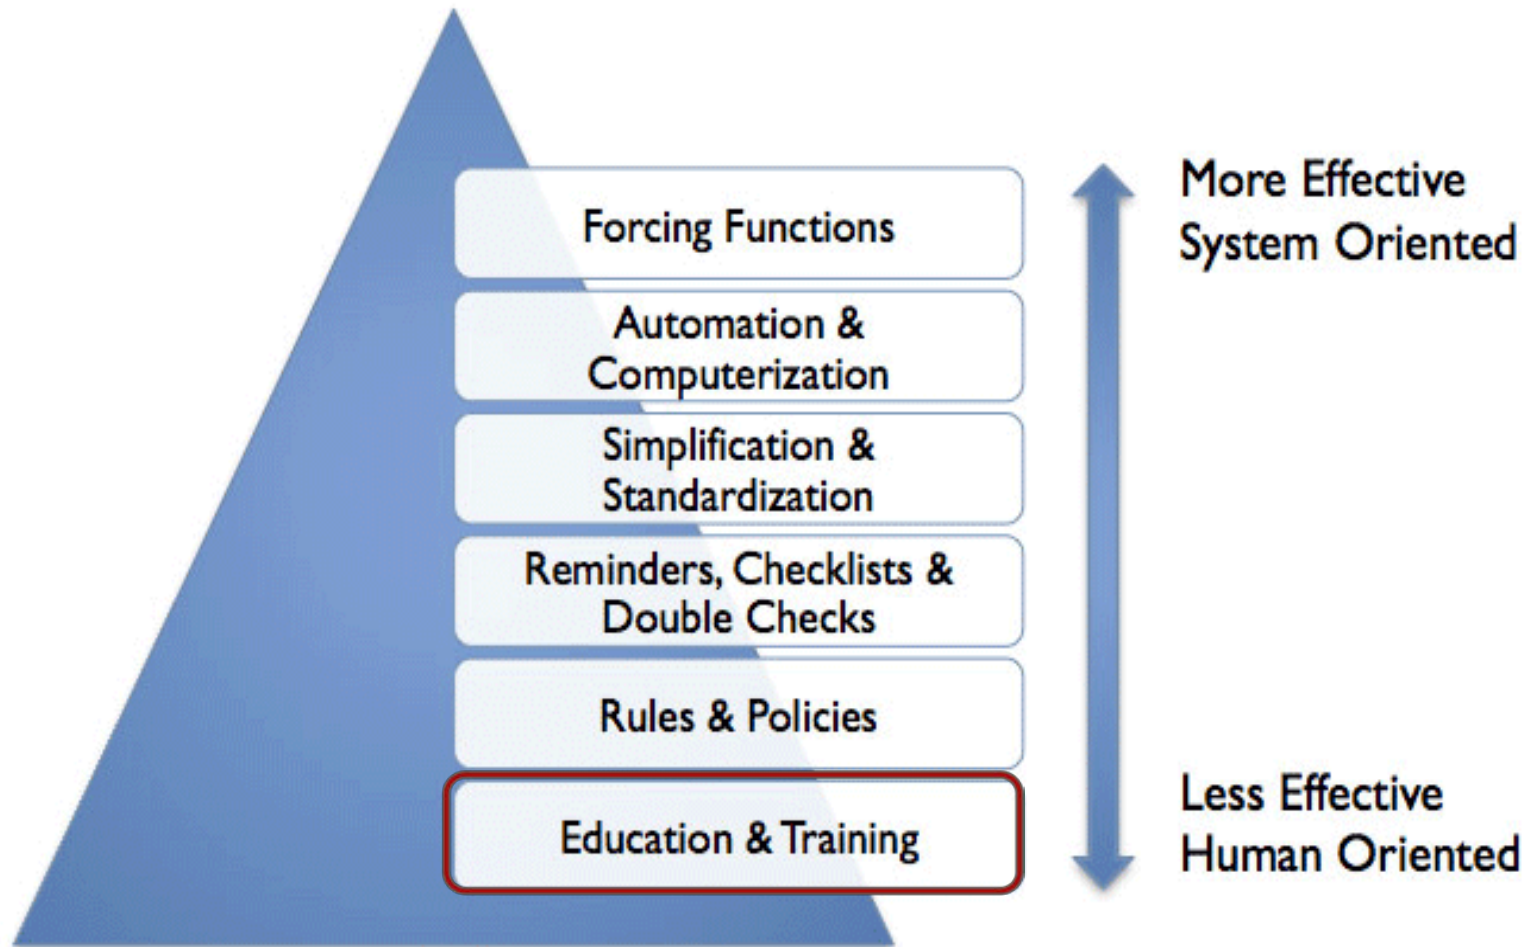 More Effective
System Oriented
Forcing Functions
Automation &
Computerization
Simplification &
Standardization
Reminders, Checklists &
Double Checks
Rules & Policies
Education & Training
Less Effective
Human Oriented